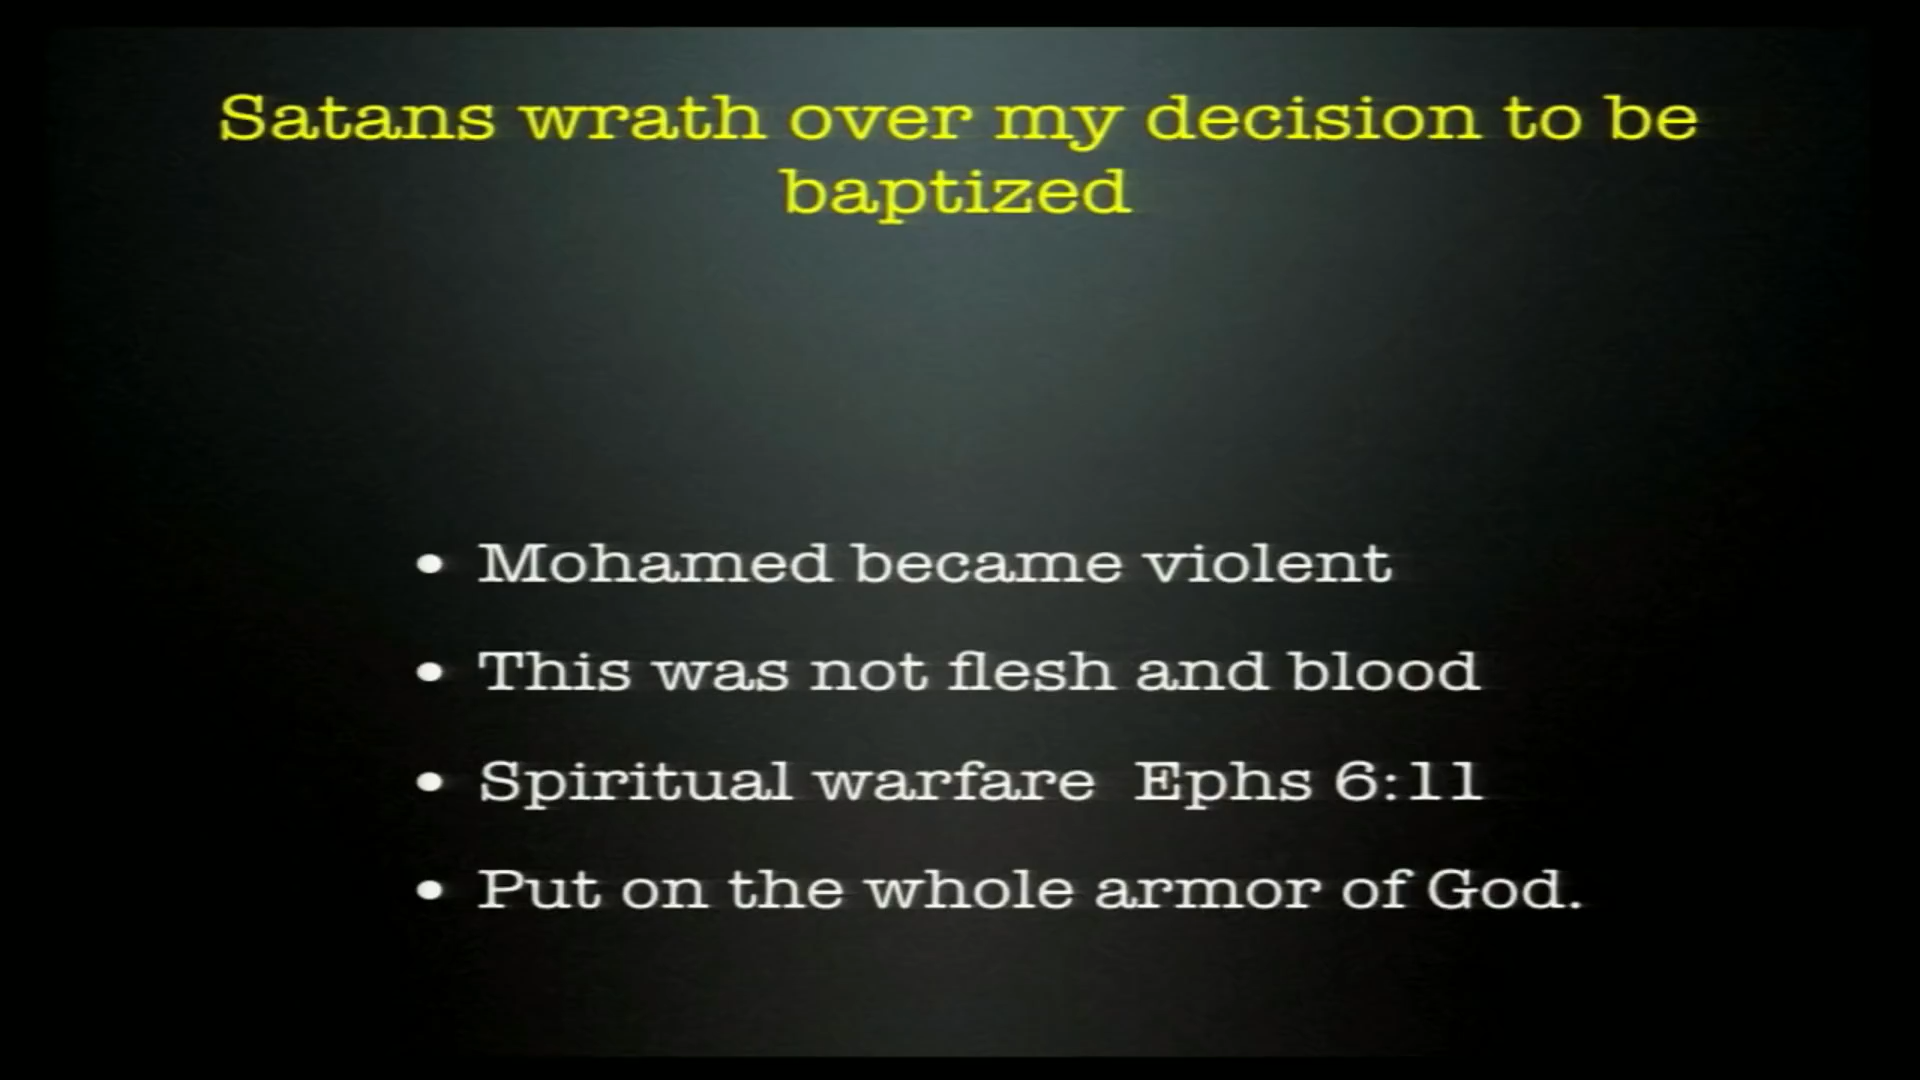 Satans wrath over my decision to be
baptized
• Mohamed became violent
• This was not flesh and blood
• Spiritual warfare  Ephs 6:11
• Put on the whole armor of God.